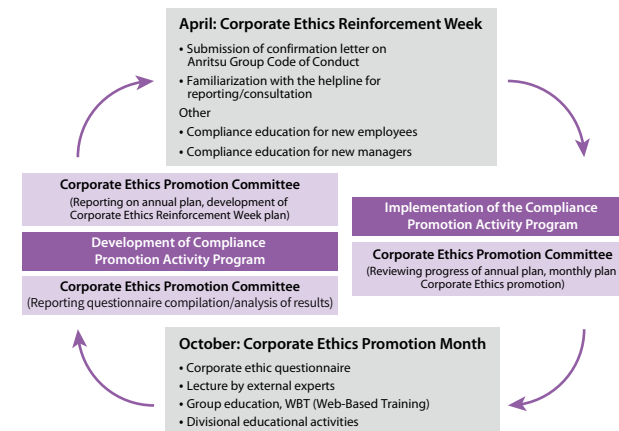 April: Corporate Ethics Reinforcement Week
• Submission of confirmation letter on
Anritsu Group Code of Conduct
• Familiarization with the helpline for
reporting/consultation
Other
• Compliance education for new employees
• Compliance education for new managers
Corporate Ethics Promotion Committee
(Reporting on annual plan, development of
Corporate Ethics Reinforcement Week plan)
Development of Compliance
Promotion Activity Program
Corporate Ethics Promotion Committee
(Reporting questionnaire compilation/analysis of results)
Implementation of the Compliance
Promotion Activity Program
Corporate Ethics Promotion Committee
(Reviewing progress of annual plan, monthly plan
Corporate Ethics promotion)
October: Corporate Ethics Promotion Month
• Corporate ethic questionnaire
• Lecture by external experts
• Group education, WBT (Web-Based Training)
• Divisional educational activities